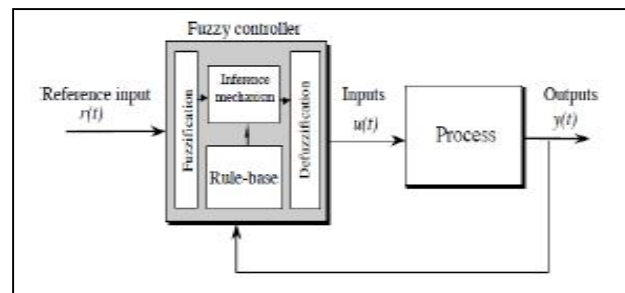 Fuzzy controller
Reference input
r(t)
Fuzzification
Inference
mechanism
Rule-base
Defuzzification
Inputs
u(t)
Process
Outputs
y(t)